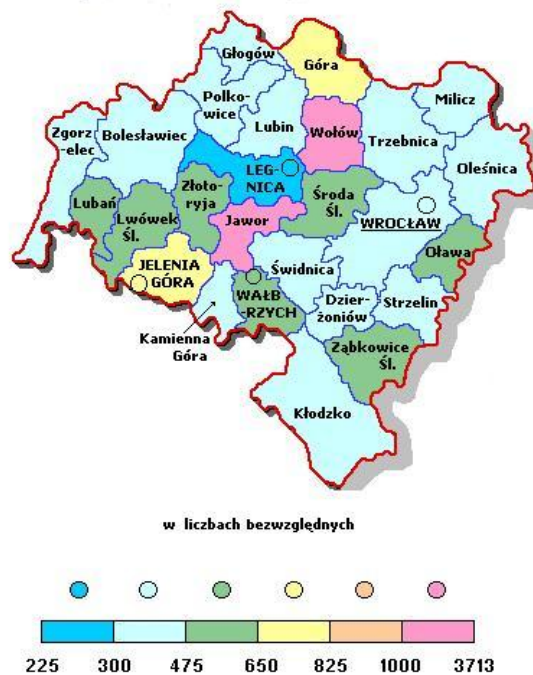 Głogów
Góra
Polko-
wice
Milicz
Zgorz
-elec
Bolesławiec
Lubin
Wołów
Trzebnica
LEG-
NICA
Oleśnica
Lubań
Lwówek
Śl.
Złoto-
ryja
Jawor
Środa
Śl.
WROCŁAW
JELENIA
GÓRA
Świdnica
Oława
WAŁB
-RZYCH
Dzier-
żoniów
Strzelin
Kamienna
Góra
Ząbkowice
Śl.
Kłodzko
w liczbach bezwzględnych
225 300 475 650 825 1000 3713